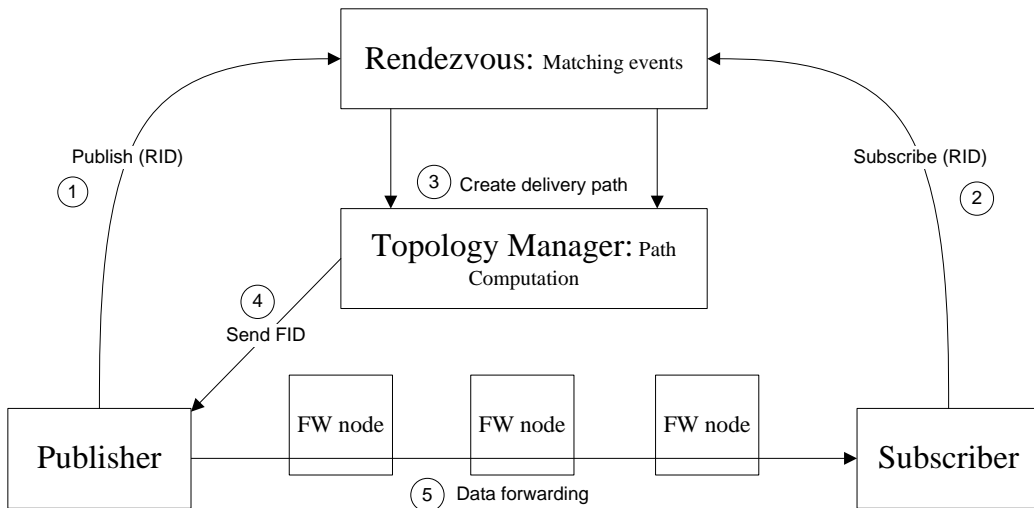 Rendezvous: Matching events
Publish (RID)
1
Subscribe (RID)
2
3 Create delivery path
Topology Manager: Path
Computation
4
Send FID
FW node
FW node
FW node
Publisher
Subscriber
5 Data forwarding